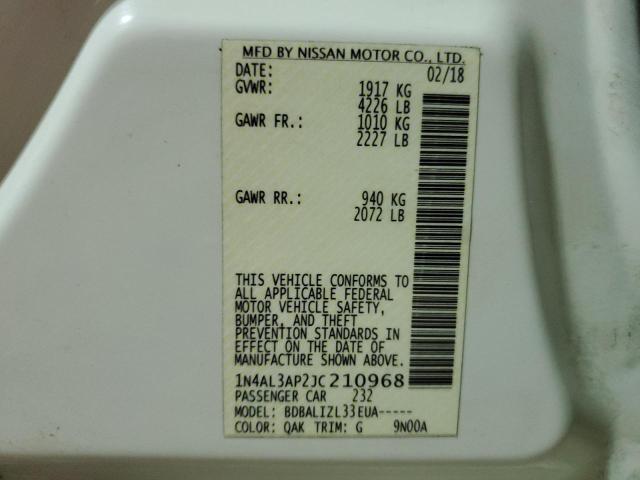 MFD BY NISSAN MOTOR CO., LTD.
DATE: 02/18
GVWR: 1917 KG
4226 LB
GAWR FR.: 1010 KG
2227 LB
GAWR RR.: 940 KG
2072 LB
THIS VEHICLE CONFORMS TO
ALL APPLICABLE FEDERAL
MOTOR VEHICLE SAFETY,
BUMPER, AND THEFT
PREVENTION STANDARDS IN
EFFECT ON THE DATE OF
MANUFACTURE SHOWN ABOVE.
1N4AL3AP2JC210968
PASSENGER CAR 232
MODEL: BDBALIZL33EUA-----
COLOR: QAK TRIM: G 9N00A